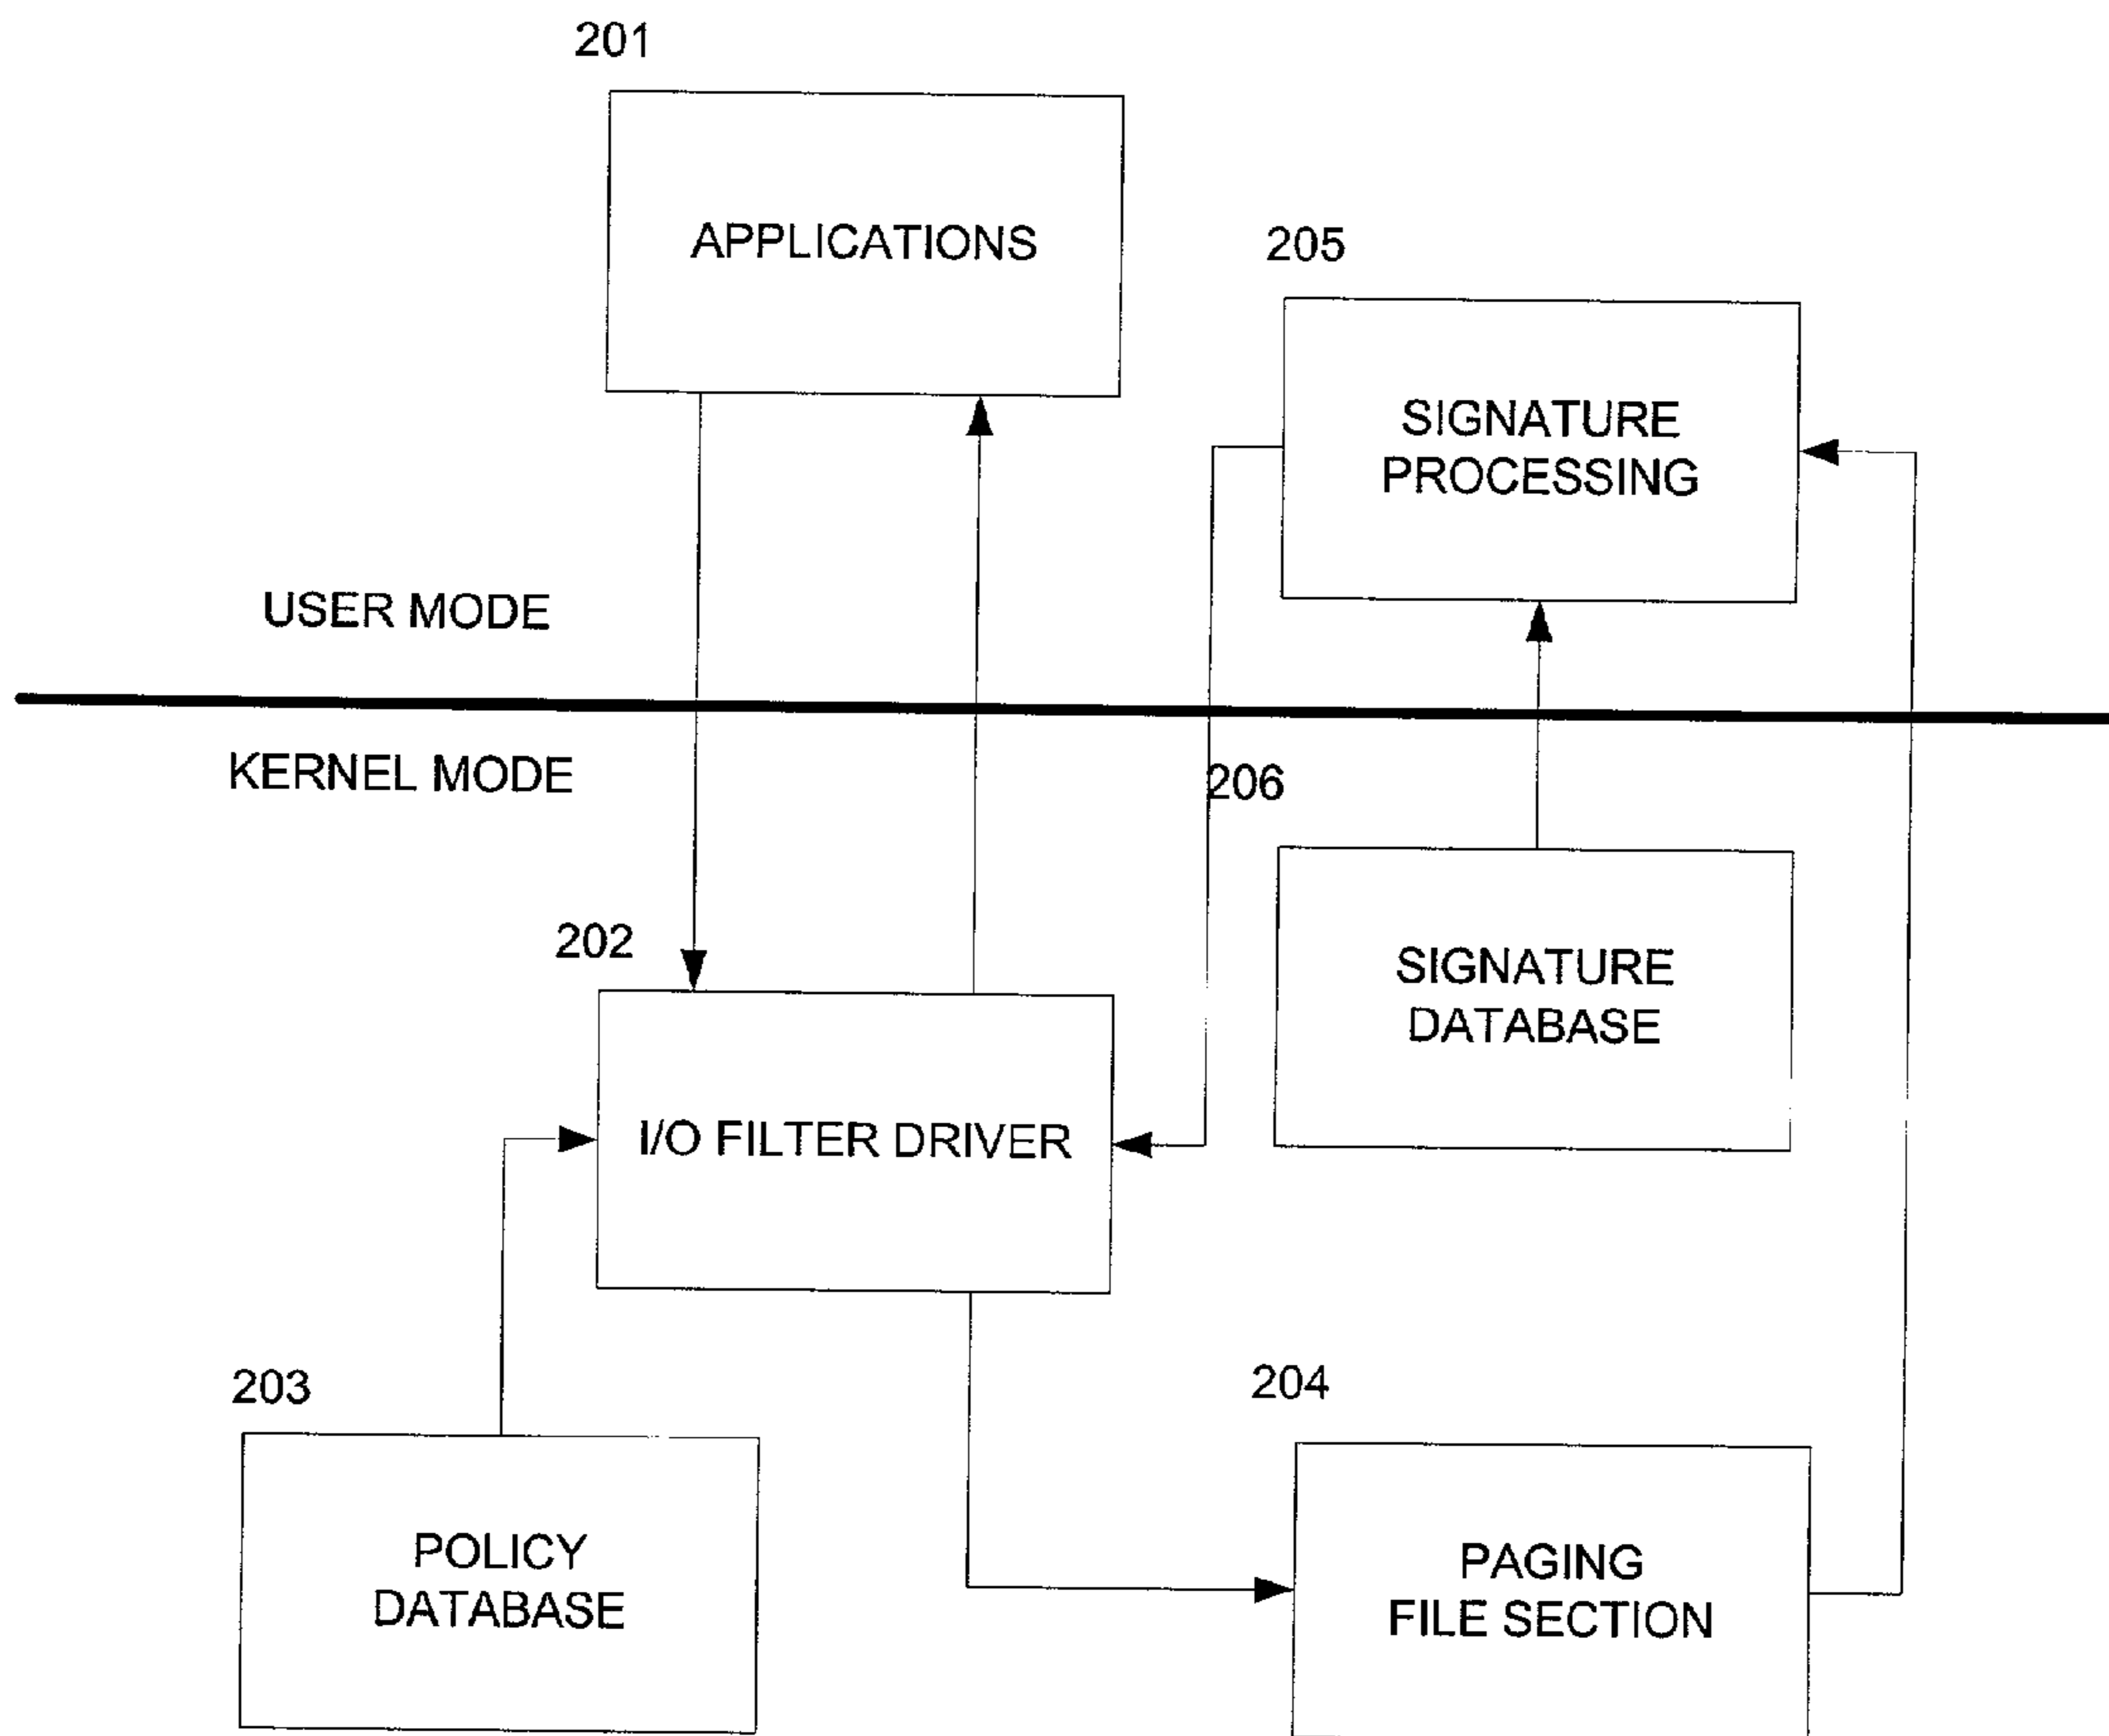 201
APPLICATIONS
205
SIGNATURE
PROCESSING
USER MODE
KERNEL MODE
206
202
SIGNATURE
DATABASE
I/O FILTER DRIVER
203
204
POLICY
DATABASE
PAGING
FILE SECTION